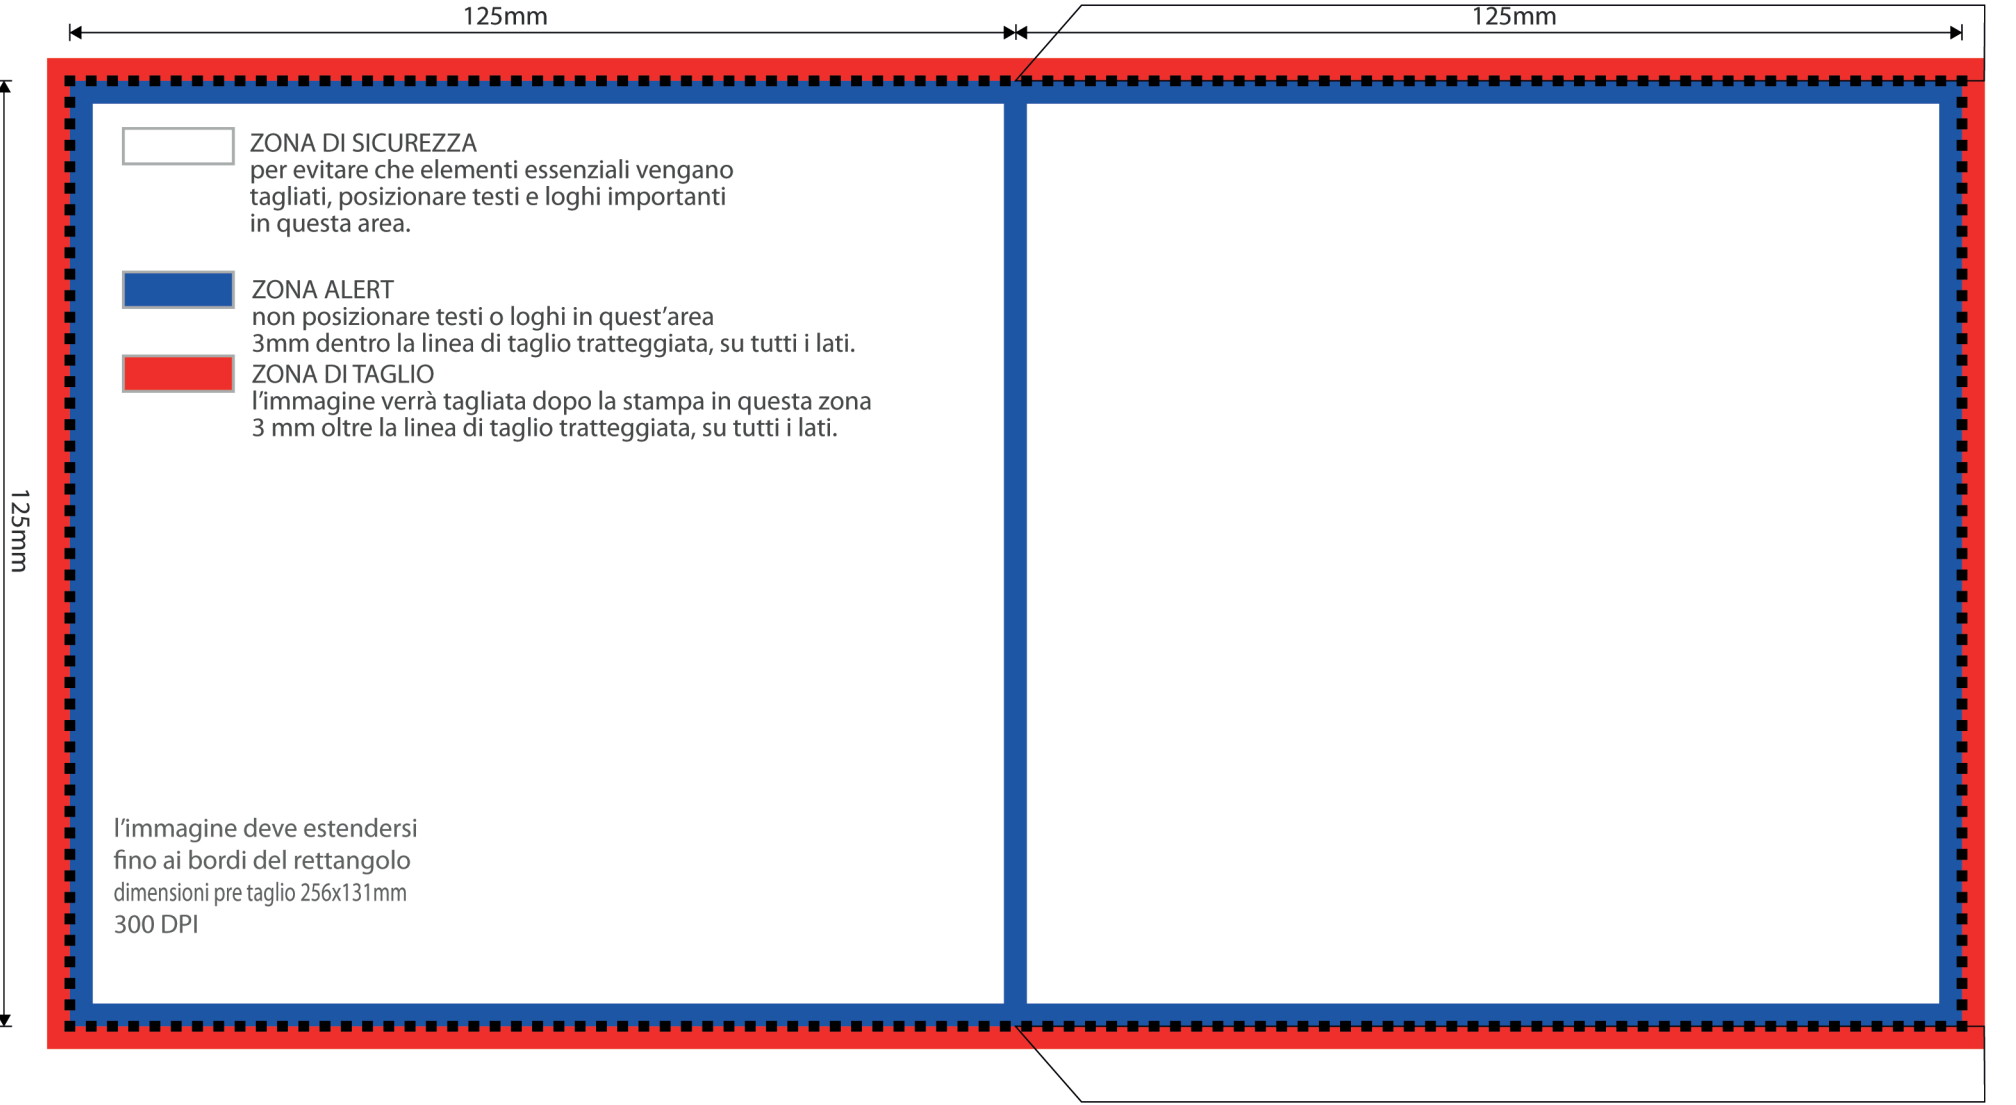 125mm
125mm
125mm
ZONA DI SICUREZZA
per evitare che elementi essenziali vengano
tagliati, posizionare testi e loghi importanti
in questa area.
ZONA ALERT
non posizionare testi o loghi in quest’area
3mm dentro la linea di taglio tratteggiata, su tutti i lati.
ZONA DI TAGLIO
l’immagine verrà tagliata dopo la stampa in questa zona
3 mm oltre la linea di taglio tratteggiata, su tutti i lati.
l’immagine deve estendersi
fino ai bordi del rettangolo
dimensioni pre taglio 256x131mm
300 DPI